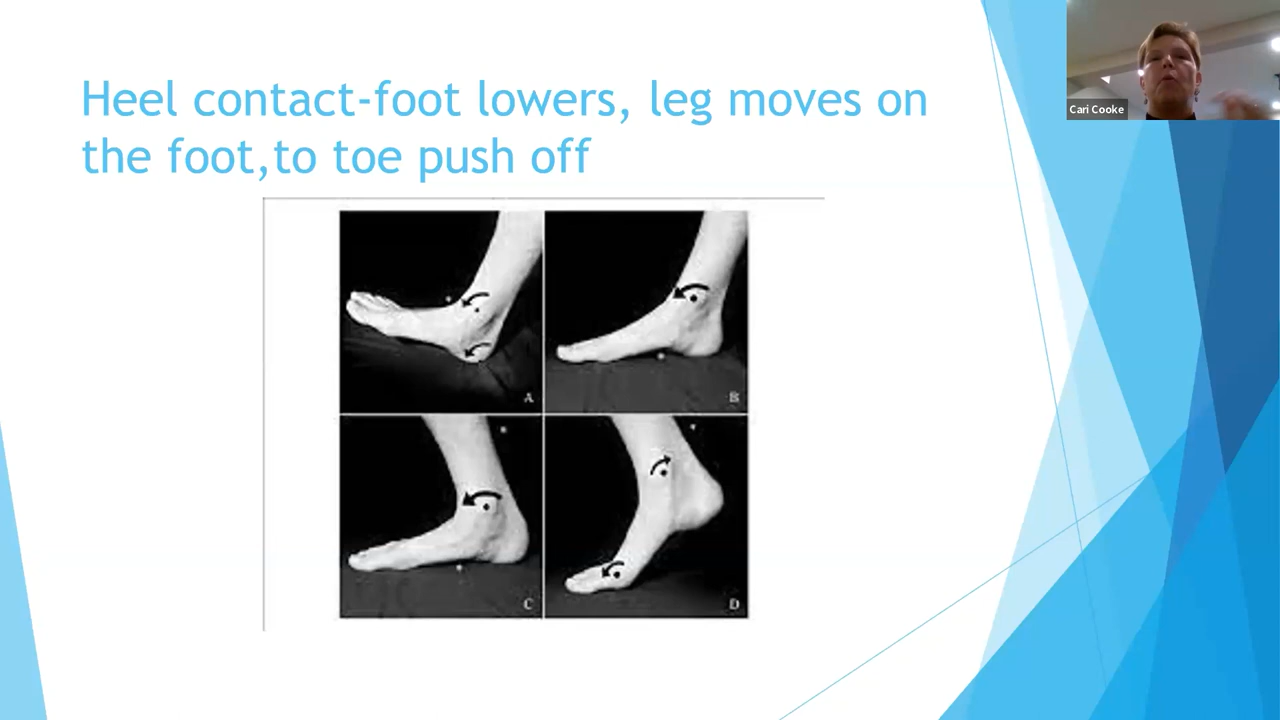 Heel contact-foot lowers, leg moves on
the foot,to toe push off
Cari Cooke
A
B
C
D